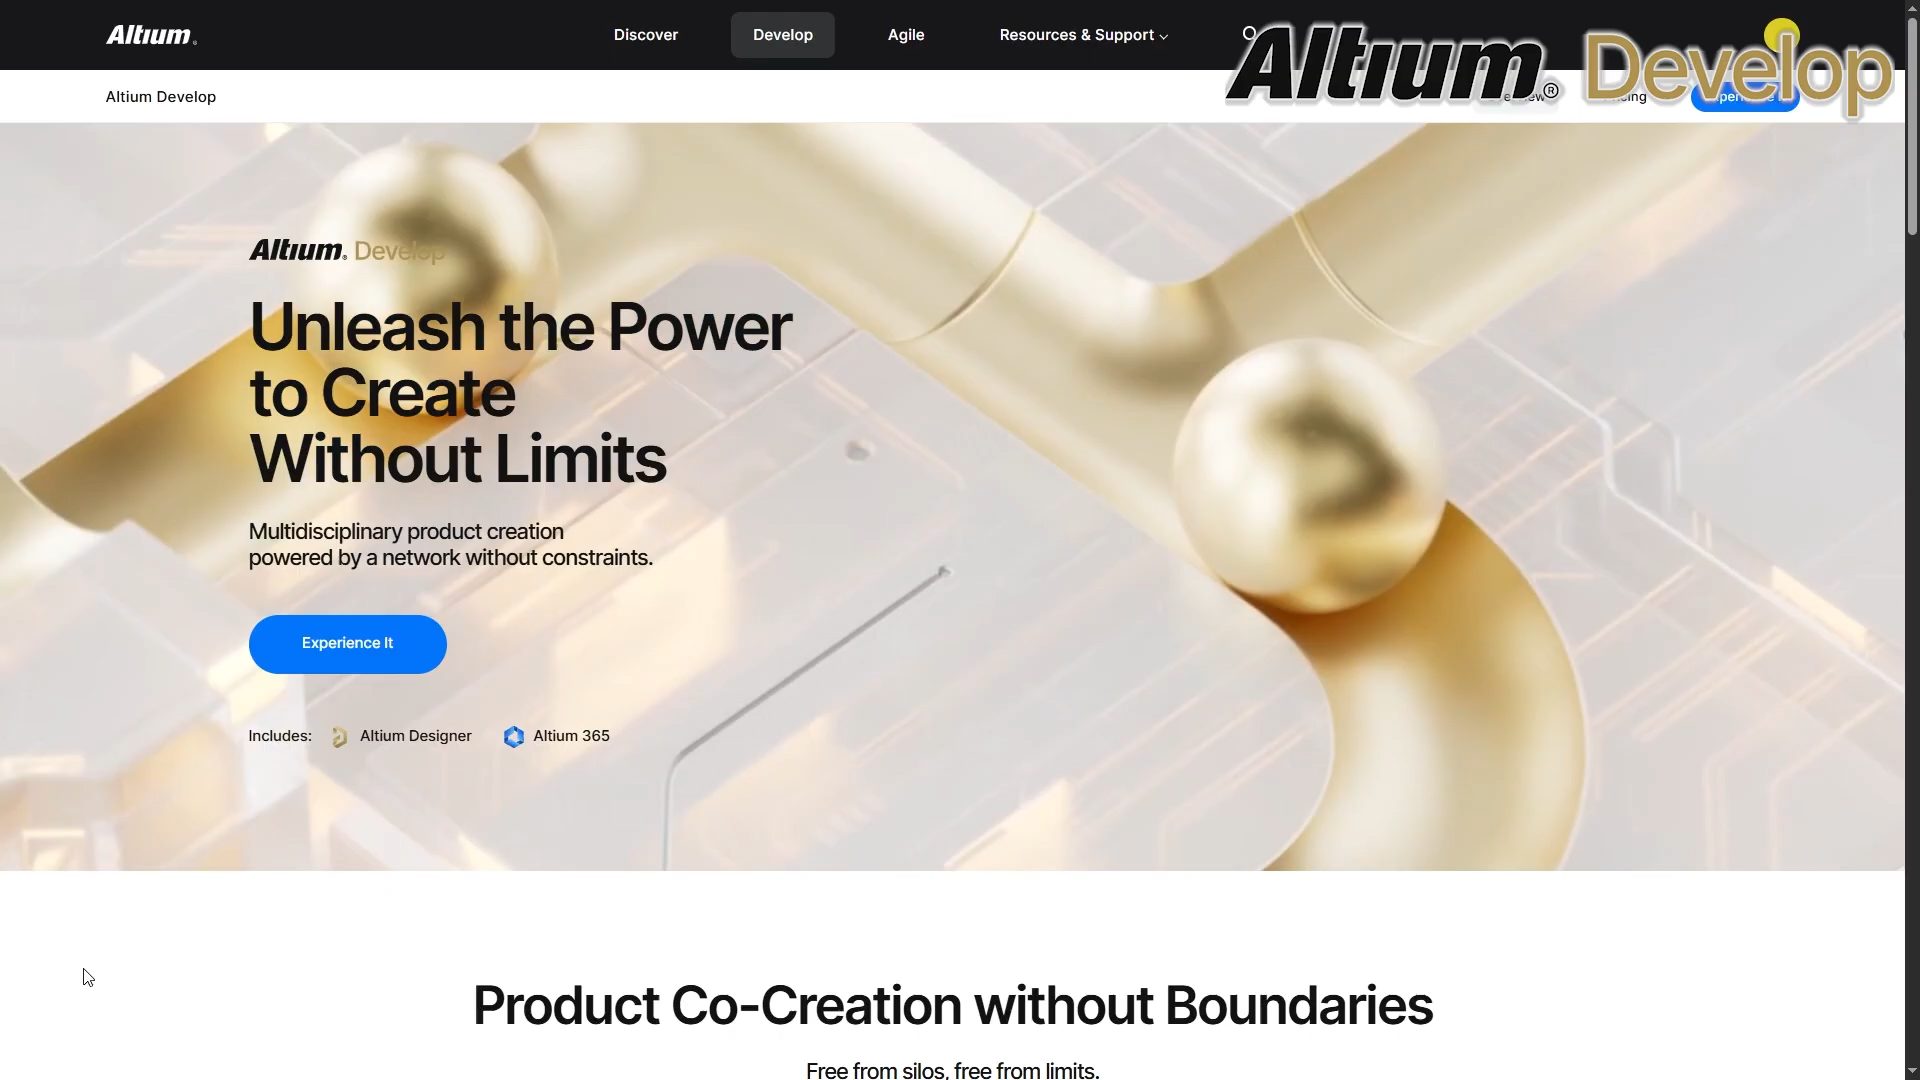 Altium
Discover
Develop
Agile
Resources & Support
Altium® Develop
Altium Develop
Altium. Develop
Unleash the Power
to Create
Without Limits
Multidisciplinary product creation
powered by a network without constraints.
Experience It
Includes:
Altium Designer
Altium 365
Product Co-Creation without Boundaries
Free from silos, free from limits.